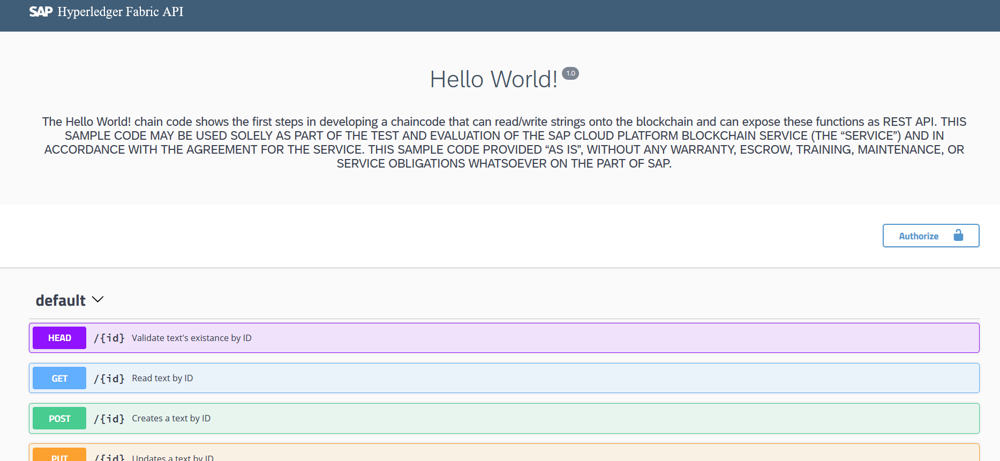 SAP Hyperledger Fabric API
Hello World! 1.0
The Hello World! chain code shows the first steps in developing a chaincode that can read/write strings onto the blockchain and can expose these functions as REST API. THIS
SAMPLE CODE MAY BE USED SOLELY AS PART OF THE TEST AND EVALUATION OF THE SAP CLOUD PLATFORM BLOCKCHAIN SERVICE (THE “SERVICE”) AND IN
ACCORDANCE WITH THE AGREEMENT FOR THE SERVICE. THIS SAMPLE CODE PROVIDED “AS IS”, WITHOUT ANY WARRANTY, ESCROW, TRAINING, MAINTENANCE, OR
SERVICE OBLIGATIONS WHATSOEVER ON THE PART OF SAP.
Authorize
default
HEAD /{id} Validate text's existance by ID
GET /{id} Read text by ID
POST /{id} Creates a text by ID
PUT /{id} Updates a text by ID